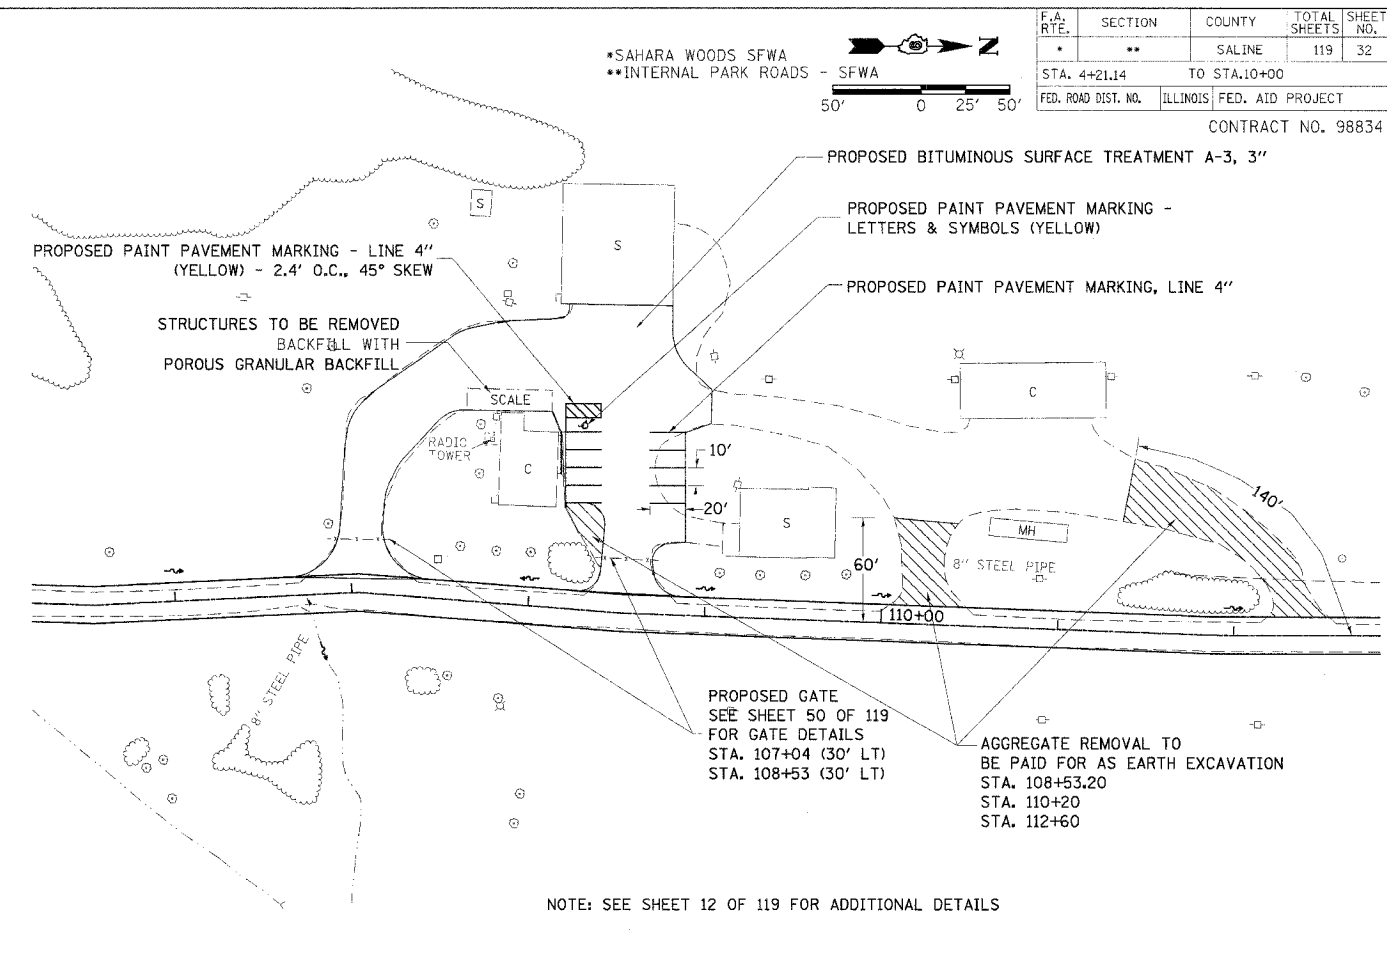 F.A. RTE. SECTION COUNTY TOTAL SHEETS SHEET NO.
* ** SALINE 119 32
STA. 4+21.14 TO STA.10+00
FED. ROAD DIST. NO. ILLINOIS FED. AID PROJECT
CONTRACT NO. 98834
*SAHARA WOODS SFWA
**INTERNAL PARK ROADS - SFWA
N
50' 0 25' 50'
PROPOSED BITUMINOUS SURFACE TREATMENT A-3, 3"
PROPOSED PAINT PAVEMENT MARKING -
LETTERS & SYMBOLS (YELLOW)
PROPOSED PAINT PAVEMENT MARKING - LINE 4"
(YELLOW) - 2.4' O.C., 45° SKEW
PROPOSED PAINT PAVEMENT MARKING, LINE 4"
STRUCTURES TO BE REMOVED
BACKFILL WITH
POROUS GRANULAR BACKFILL
S
S
SCALE
RADIO
TOWER
C
C
10'
20'
S
60'
MH
8" STEEL PIPE
140'
110+00
8" STEEL PIPE
PROPOSED GATE
SEE SHEET 50 OF 119
FOR GATE DETAILS
STA. 107+04 (30' LT)
STA. 108+53 (30' LT)
AGGREGATE REMOVAL TO
BE PAID FOR AS EARTH EXCAVATION
STA. 108+53.20
STA. 110+20
STA. 112+60
NOTE: SEE SHEET 12 OF 119 FOR ADDITIONAL DETAILS